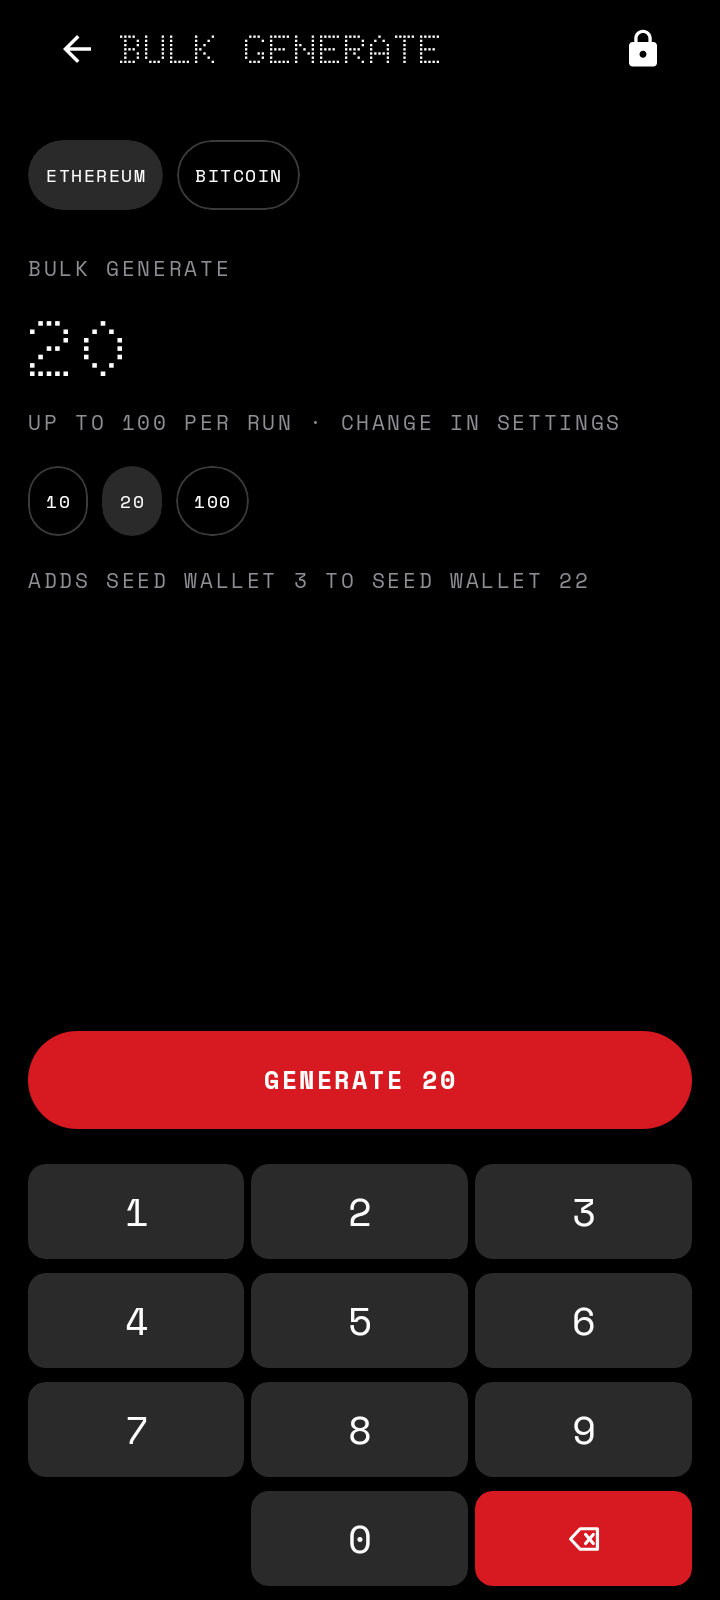 BULK GENERATE
ETHEREUM BITCOIN
BULK GENERATE
20
UP TO 100 PER RUN · CHANGE IN SETTINGS
10 20 100
ADDS SEED WALLET 3 TO SEED WALLET 22
GENERATE 20
1 2 3
4 5 6
7 8 9
0